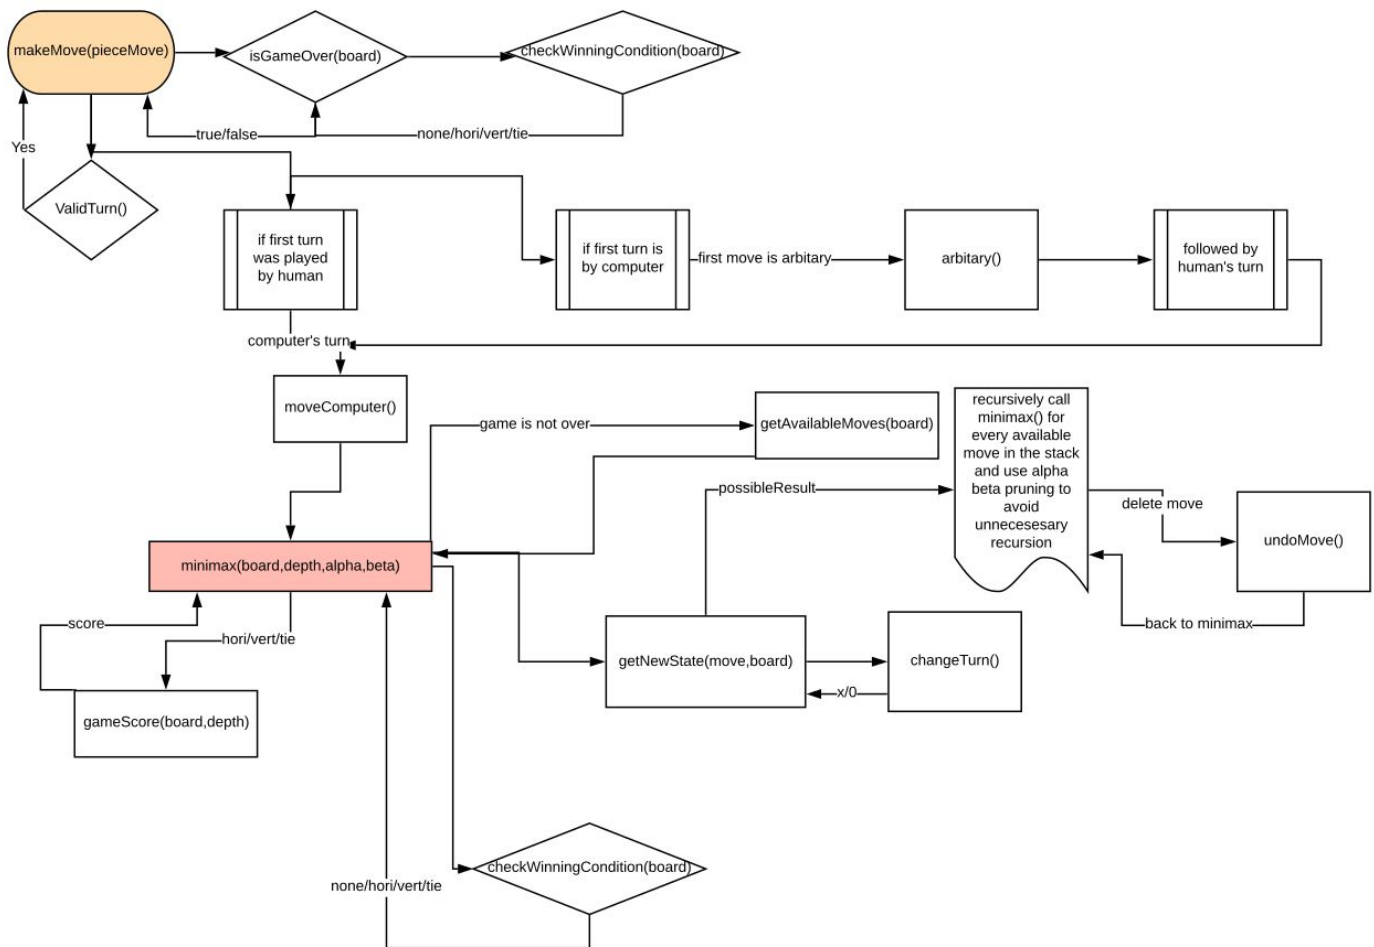 makeMove(pieceMove)
isGameOver(board)
checkWinningCondition(board)
true/false
none/hori/vert/tie
Yes
ValidTurn()
if first turn
was played
by human
if first turn is
by computer
first move is arbitary
arbitary()
followed by
human's turn
computer's turn
moveComputer()
game is not over
getAvailableMoves(board)
recursively call
minimax() for
every available
move in the stack
and use alpha
beta pruning to
avoid
unnecesesary
recursion
possibleResult
delete move
undoMove()
minimax(board,depth,alpha,beta)
score
hori/vert/tie
back to minimax
getNewState(move,board)
changeTurn()
x/0
gameScore(board,depth)
checkWinningCondition(board)
none/hori/vert/tie